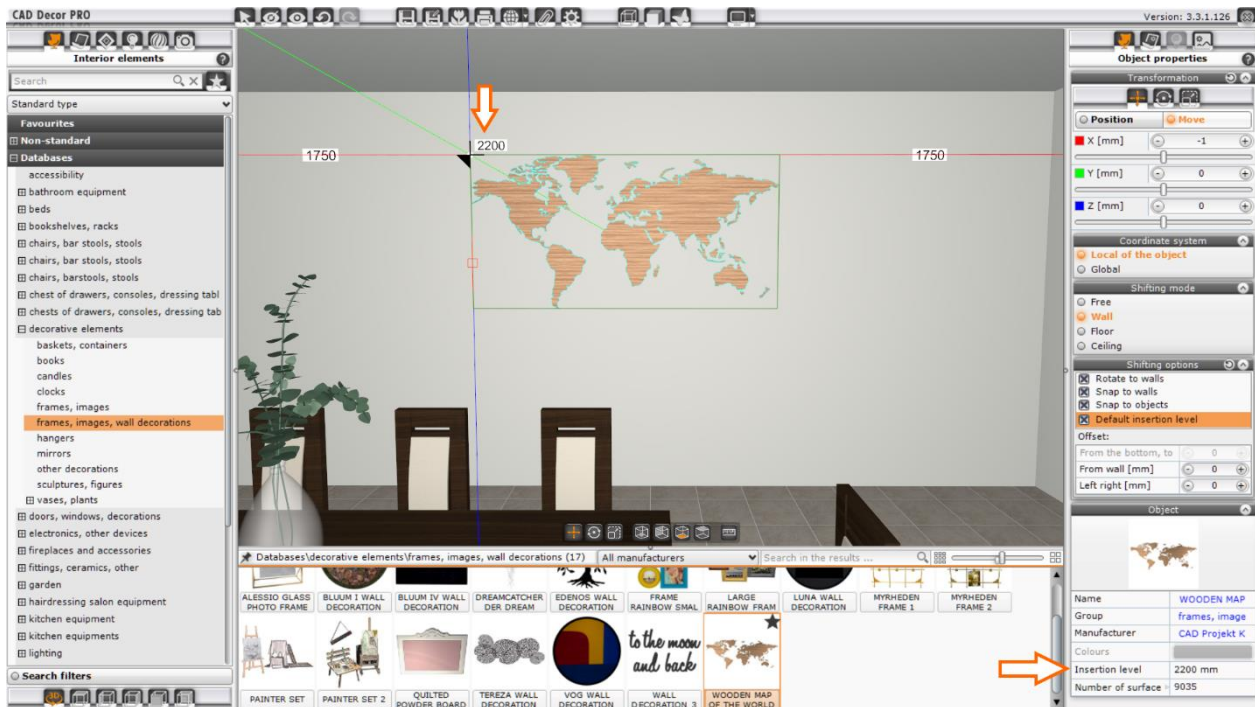 CAD Decor PRO
Version: 3.3.1.126
Interior elements
Search
Standard type
Favourites
Non-standard
Databases
accessibility
bathroom equipment
beds
bookshelves, racks
chairs, bar stools, stools
chairs, bar stools, stools
chairs, barstools, stools
chest of drawers, consoles, dressing tabl
chests of drawers, consoles, dressing tab
decorative elements
baskets, containers
books
candles
clocks
frames, images
frames, images, wall decorations
hangers
mirrors
other decorations
sculptures, figures
vases, plants
doors, windows, decorations
electronics, other devices
fireplaces and accessories
fittings, ceramics, other
garden
hairdressing salon equipment
kitchen equipment
kitchen equipments
lighting
Search filters
2200
1750
1750
Databases\decorative elements\frames, images, wall decorations (17)
All manufacturers
Search in the results ...
ALESSIO GLASS PHOTO FRAME
BLUUM I WALL DECORATION
BLUUM IV WALL DECORATION
DREAMCATCHER DER DREAM
EDENOS WALL DECORATION
FRAME RAINBOW SMAL
LARGE RAINBOW FRAM
LUNA WALL DECORATION
MYRHEDEN FRAME 1
MYRHEDEN FRAME 2
to the moon
and back
PAINTER SET
PAINTER SET 2
QUILTED POWDER BOARD
TEREZA WALL DECORATION
VOG WALL DECORATION
WALL DECORATION 3
WOODEN MAP OF THE WORLD
Object properties
Transformation
Position
Move
X [mm] -1
Y [mm] 0
Z [mm] 0
Coordinate system
Local of the object
Global
Shifting mode
Free
Wall
Floor
Ceiling
Shifting options
Rotate to walls
Snap to walls
Snap to objects
Default insertion level
Offset:
From the bottom, to 0
From wall [mm] 0
Left right [mm] 0
Object
Name WOODEN MAP
Group frames, image
Manufacturer CAD Projekt K
Colours
Insertion level 2200 mm
Number of surface 9035